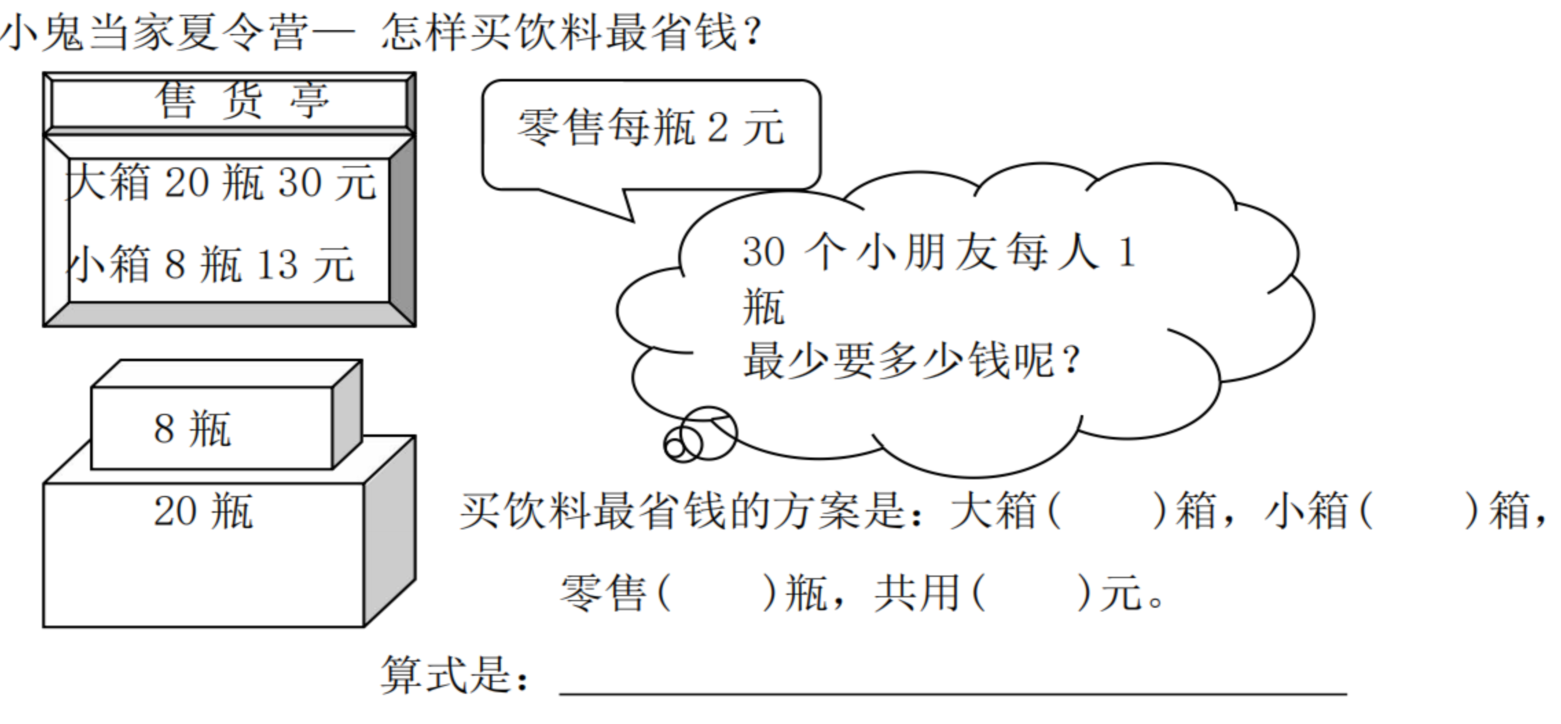 小鬼当家夏令营— 怎样买饮料最省钱？
售 货 亭
大箱 20 瓶 30 元
小箱 8 瓶 13 元
零售每瓶 2 元
30 个小朋友每人 1
瓶
最少要多少钱呢？
8 瓶
20 瓶
买饮料最省钱的方案是：大箱(    )箱，小箱(    )箱，
零售(    )瓶，共用(    )元。
算式是：